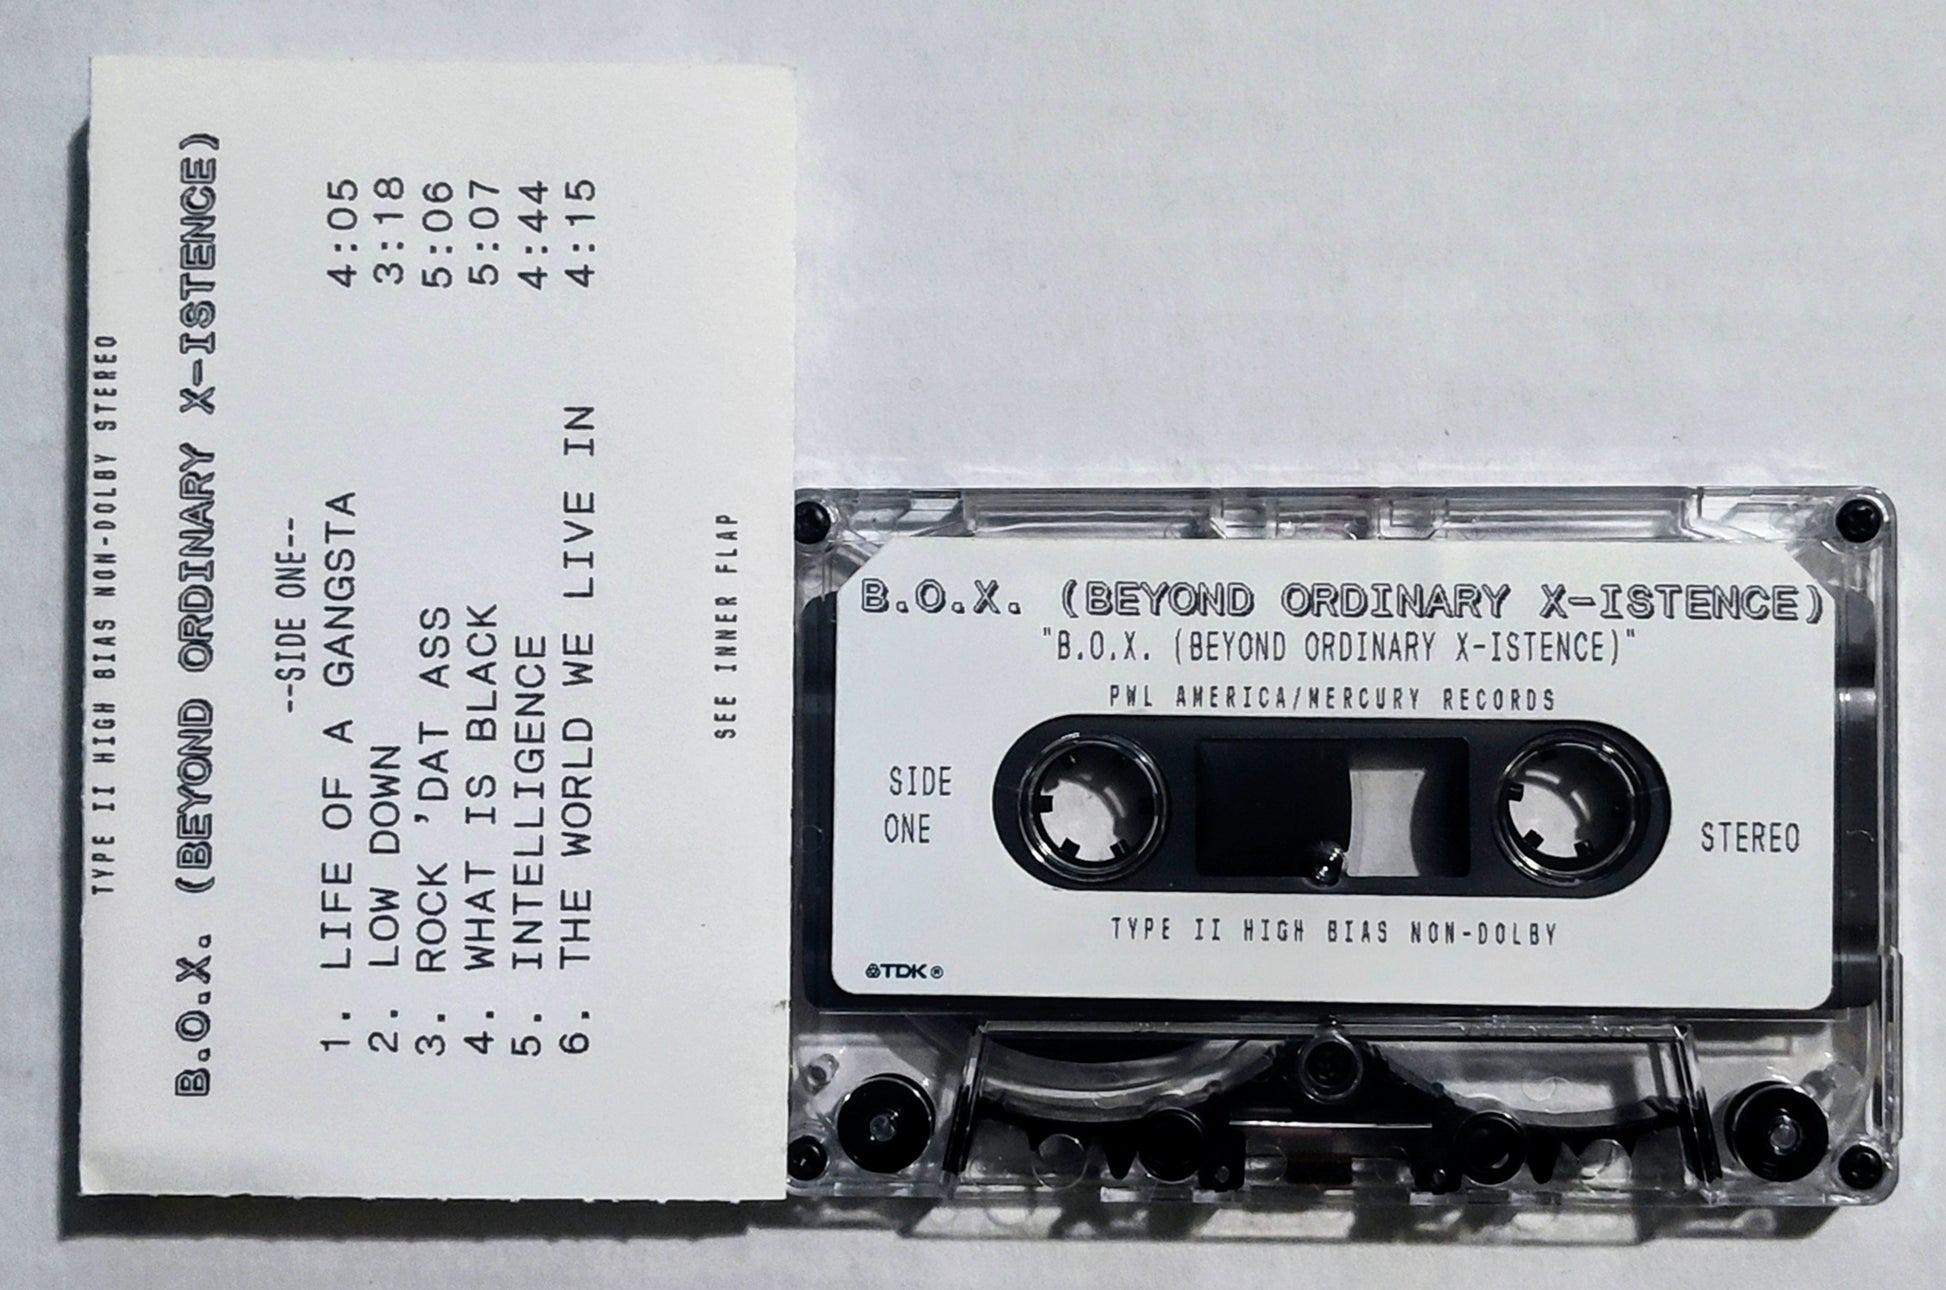 TYPE II HIGH BIAS NON-DOLBY STEREO
B.O.X. (BEYOND ORDINARY X-ISTENCE)
--SIDE ONE--
1. LIFE OF A GANGSTA 4:05
2. LOW DOWN 3:18
3. ROCK 'DAT ASS 5:06
4. WHAT IS BLACK 5:07
5. INTELLIGENCE 4:44
6. THE WORLD WE LIVE IN 4:15
SEE INNER FLAP
B.O.X. (BEYOND ORDINARY X-ISTENCE)
"B.O.X. (BEYOND ORDINARY X-ISTENCE)"
PWL AMERICA/MERCURY RECORDS
SIDE
ONE
STEREO
TYPE II HIGH BIAS NON-DOLBY
TDK®